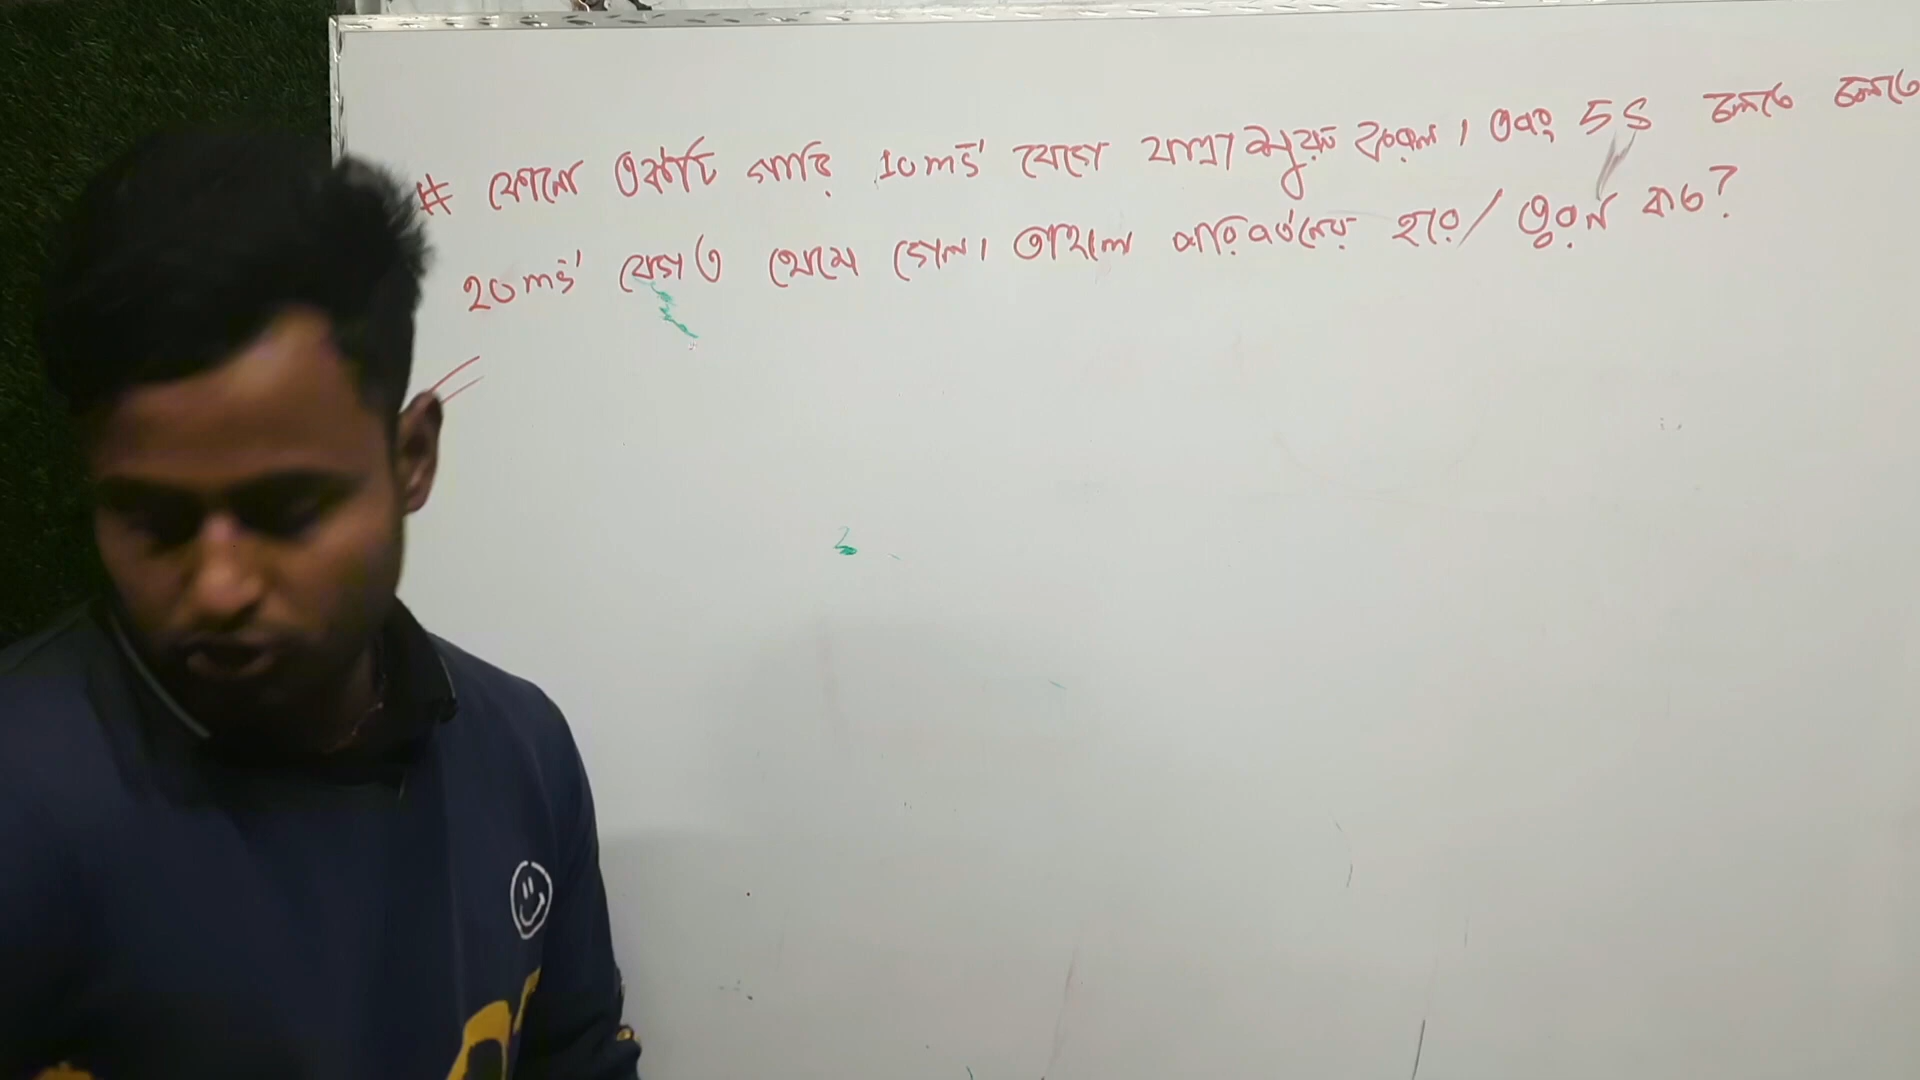 # কোনো একটি গাড়ি 10ms⁻¹ বেগে যাত্রা শুরু করল। এবং 5s চলতে চলতে
20ms⁻¹ বেগে থেমে গেল। তাহলে পরিবর্তনের হার/ ত্বরণ কত?